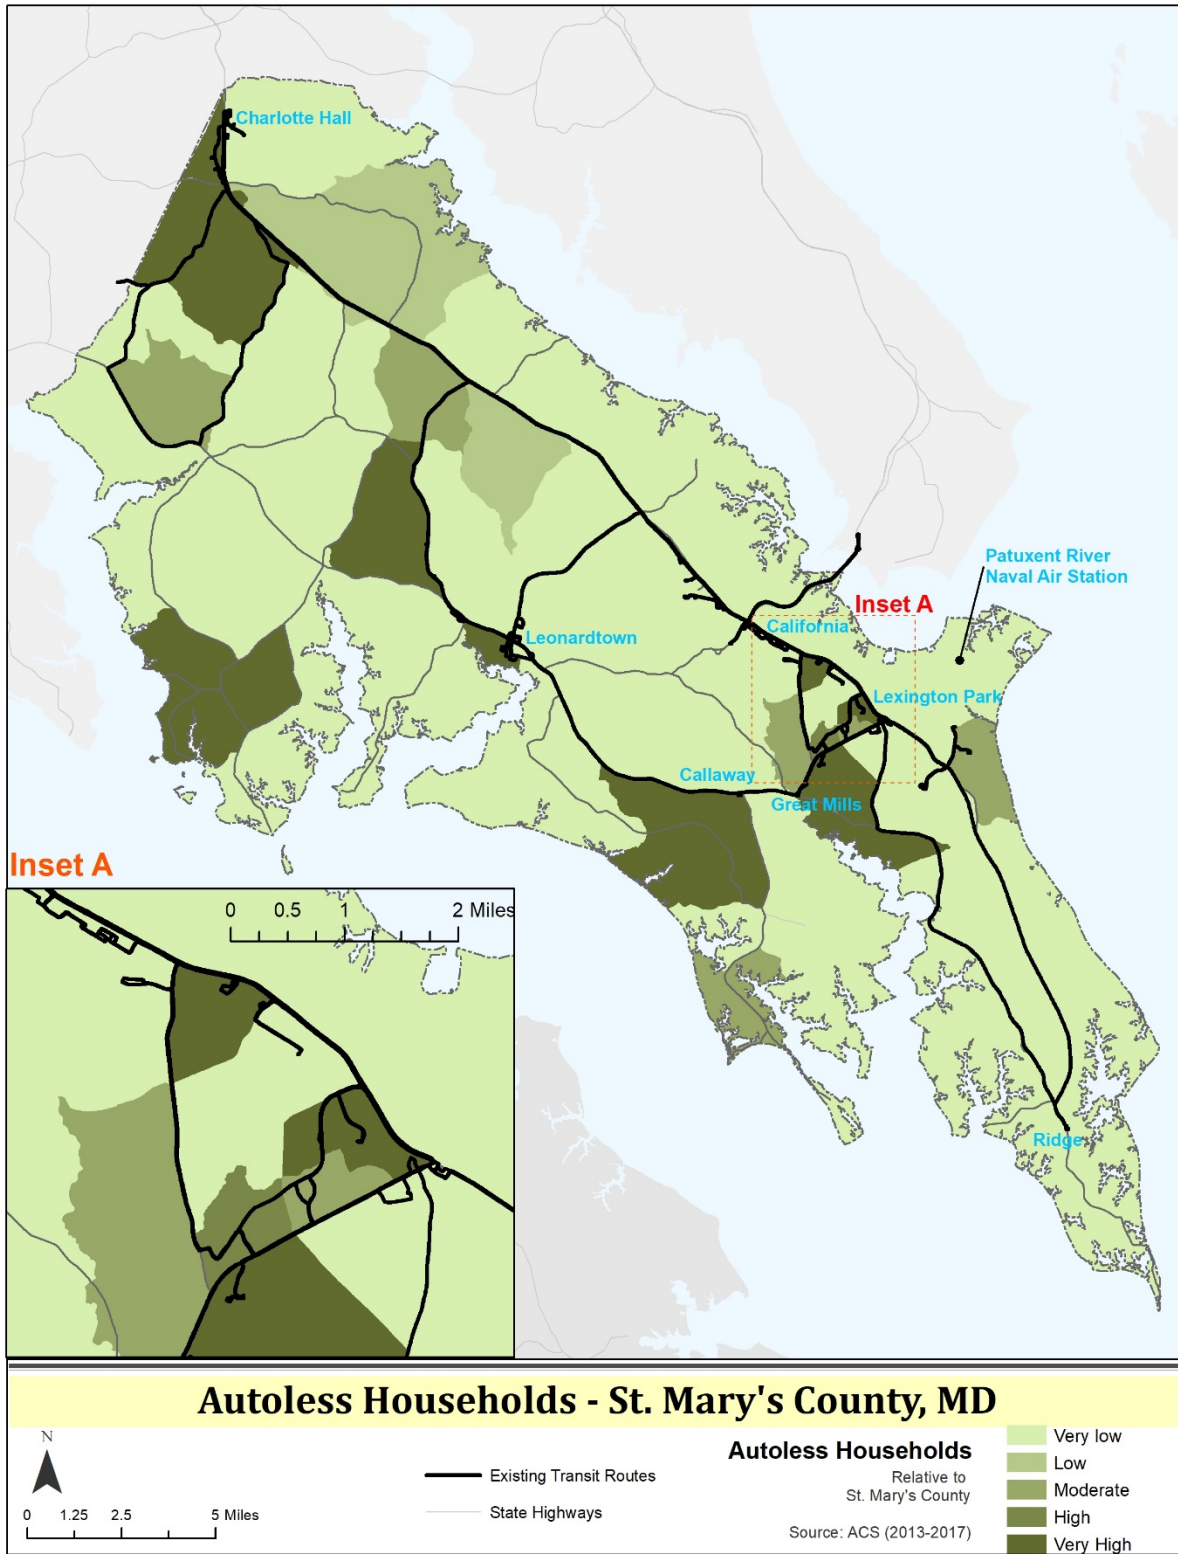 Charlotte Hall
Patuxent River
Naval Air Station
Inset A
California
Leonardtown
Lexington Park
Callaway
Great Mills
Inset A
0 0.5 1 2 Miles
Ridge
Autoless Households - St. Mary's County, MD
N
0 1.25 2.5 5 Miles
Existing Transit Routes
State Highways
Autoless Households
Relative to
St. Mary's County
Source: ACS (2013-2017)
Very low
Low
Moderate
High
Very High